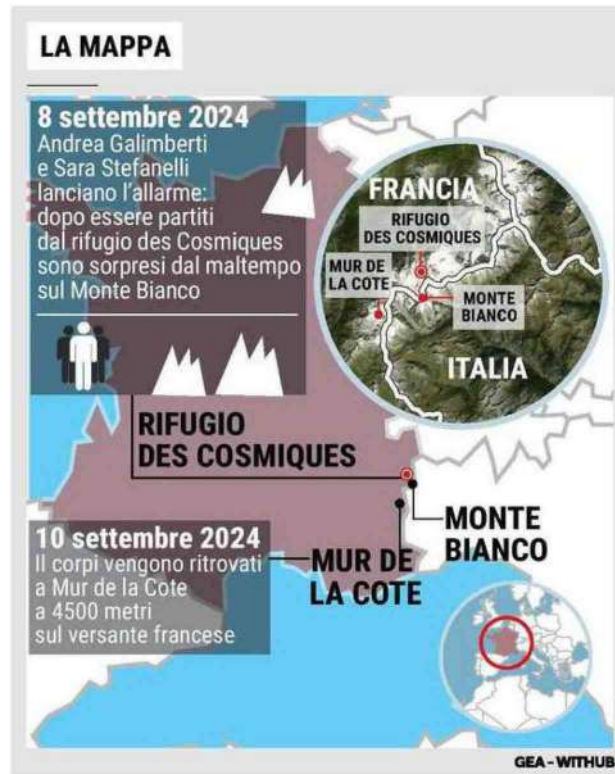 LA MAPPA
8 settembre 2024
Andrea Galimberti
e Sara Stefanelli
lanciano l'allarme:
dopo essere partiti
dal rifugio des Cosmiques
sono sorpresi dal maltempo
sul Monte Bianco
FRANCIA
RIFUGIO
DES COSMIQUES
MUR DE
LA COTE
MONTE
BIANCO
ITALIA
RIFUGIO
DES COSMIQUES
MONTE
BIANCO
MUR DE
LA COTE
10 settembre 2024
Il corpi vengono ritrovati
a Mur de la Cote
a 4500 metri
sul versante francese
GEA - WITHUB